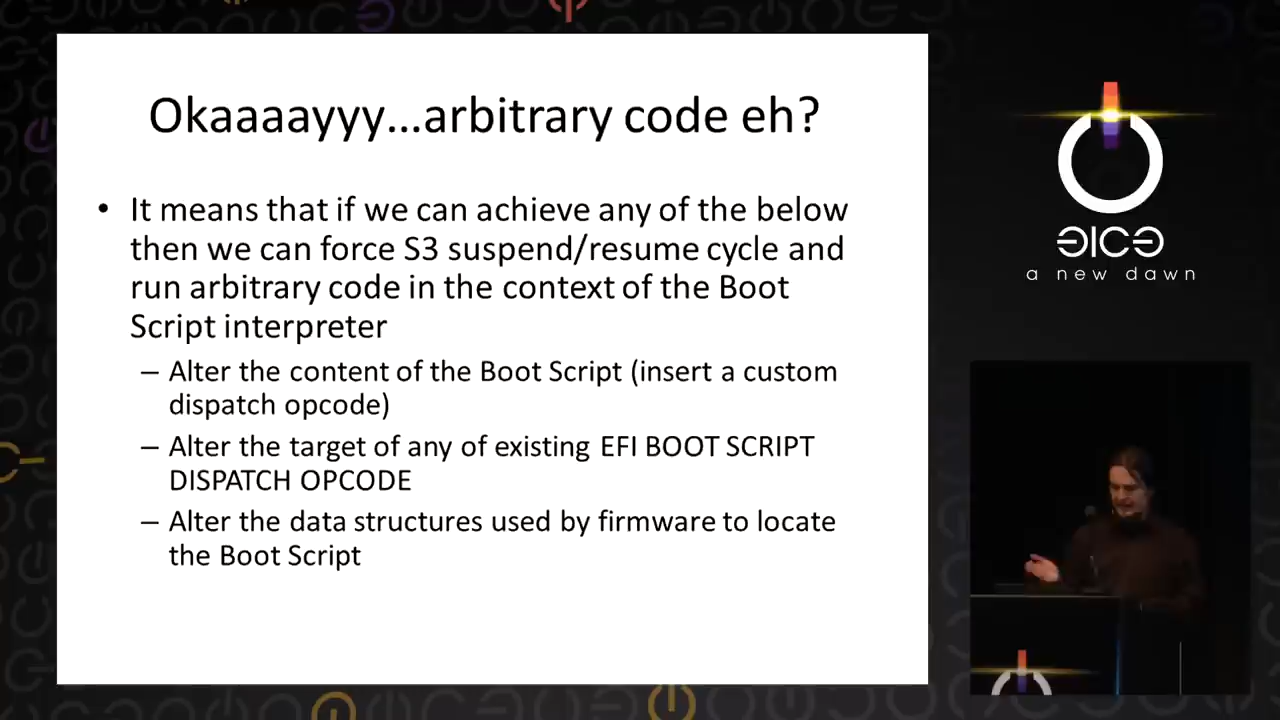 Okaaaayyy...arbitrary code eh?
• It means that if we can achieve any of the below
then we can force S3 suspend/resume cycle and
run arbitrary code in the context of the Boot
Script interpreter
– Alter the content of the Boot Script (insert a custom
dispatch opcode)
– Alter the target of any of existing EFI BOOT SCRIPT
DISPATCH OPCODE
– Alter the data structures used by firmware to locate
the Boot Script
a new dawn